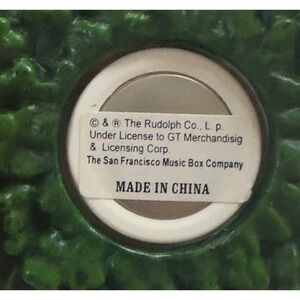 © & ® The Rudolph Co., L. p.
Under License to GT Merchandisig
& Licensing Corp.
The San Francisco Music Box Company
MADE IN CHINA